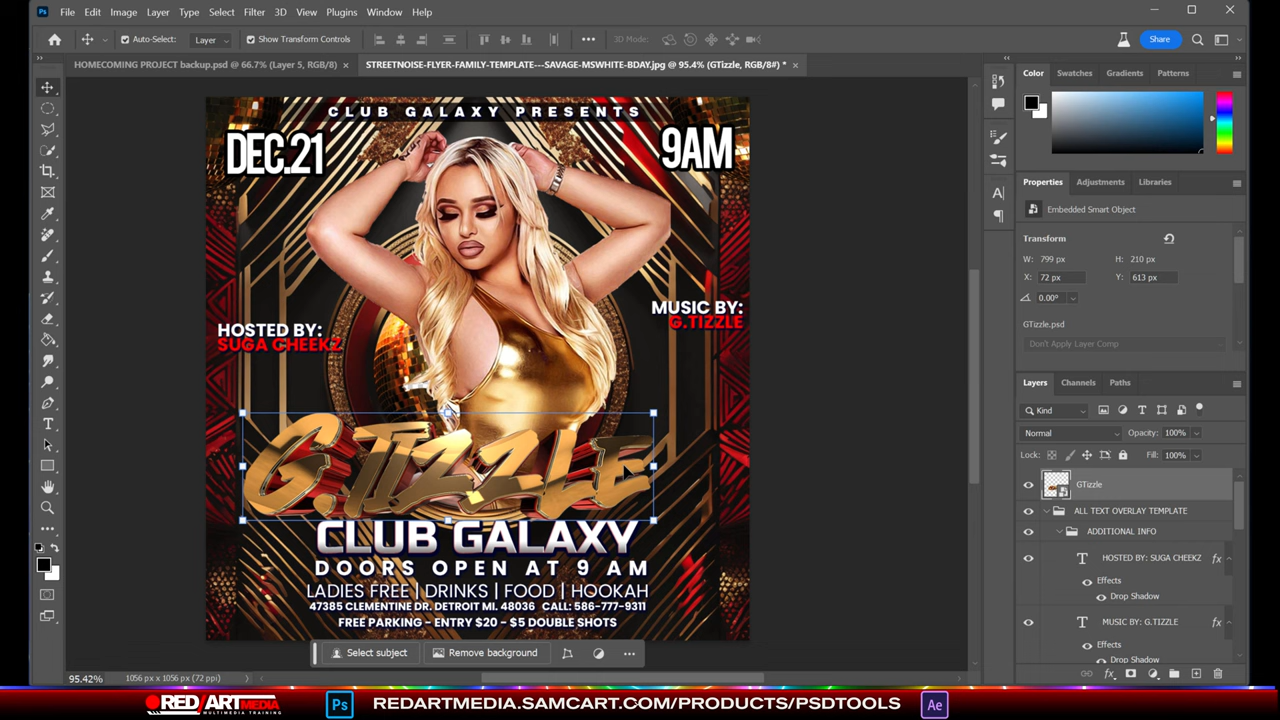 Ps File Edit Image Layer Type Select Filter 3D View Plugins Window Help
Auto-Select: Layer Show Transform Controls 3D Mode: Share
HOMECOMING PROJECT backup.psd @ 66.7% (Layer 5, RGB/8) × STREETNOISE-FLYER-FAMILY-TEMPLATE---SAVAGE-MSWHITE-BDAY.jpg @ 95.4% (GTizzle, RGB/8#) * ×
CLUB GALAXY PRESENTS
DEC.21
9AM
MUSIC BY:
G.TIZZLE
HOSTED BY:
SUGA CHEEKZ
G.TIZZLE
CLUB GALAXY
DOORS OPEN AT 9 AM
LADIES FREE | DRINKS | FOOD | HOOKAH
47385 CLEMENTINE DR. DETROIT MI. 48036 CALL: 586-777-9311
FREE PARKING - ENTRY $20 - $5 DOUBLE SHOTS
Select subject Remove background
95.42% 1056 px x 1056 px (72 ppi)
Color Swatches Gradients Patterns
Properties Adjustments Libraries
Embedded Smart Object
Transform
W: 799 px H: 210 px
X: 72 px Y: 613 px
0.00°
GTizzle.psd
Don't Apply Layer Comp
Layers Channels Paths
Kind
Normal Opacity: 100%
Lock: Fill: 100%
GTizzle
ALL TEXT OVERLAY TEMPLATE
ADDITIONAL INFO
T HOSTED BY: SUGA CHEEKZ fx
Effects
Drop Shadow
T MUSIC BY: G.TIZZLE fx
Effects
Drop Shadow
RED/ART MEDIA
MULTIMEDIA TRAINING
Ps REDARTMEDIA.SAMCART.COM/PRODUCTS/PSDTOOLS Ae